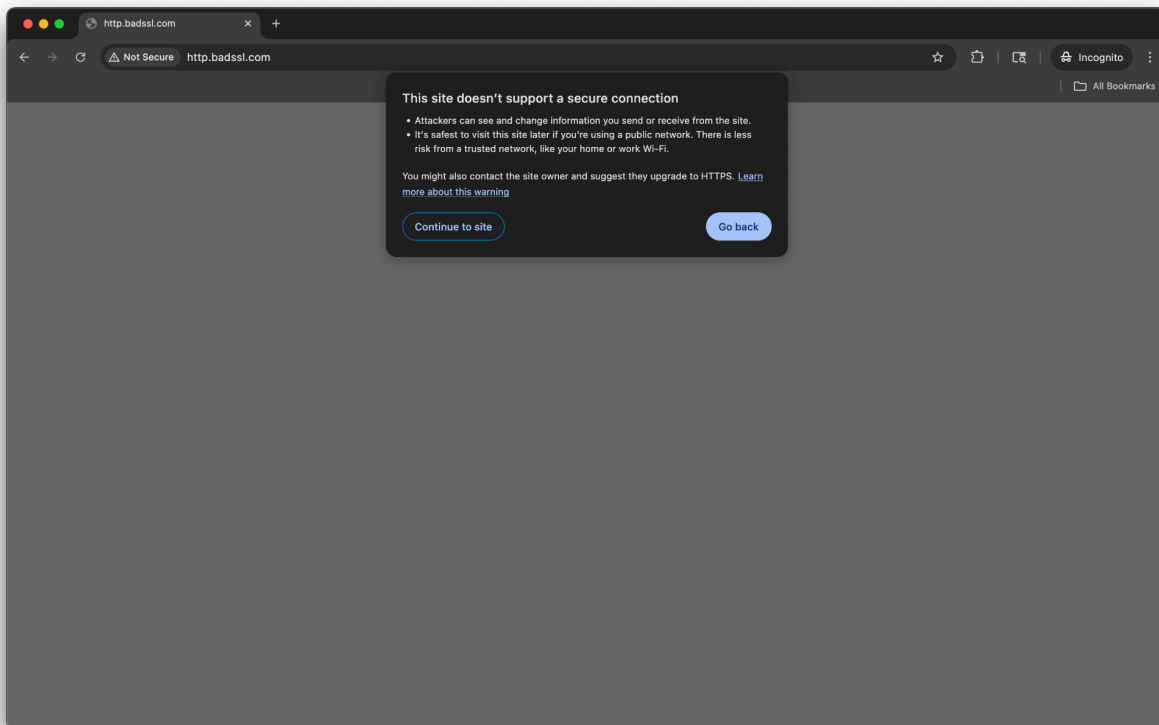 http.badssl.com
Not Secure http.badssl.com
Incognito
All Bookmarks
This site doesn’t support a secure connection
• Attackers can see and change information you send or receive from the site.
• It’s safest to visit this site later if you’re using a public network. There is less
risk from a trusted network, like your home or work Wi-Fi.
You might also contact the site owner and suggest they upgrade to HTTPS. Learn
more about this warning
Continue to site
Go back